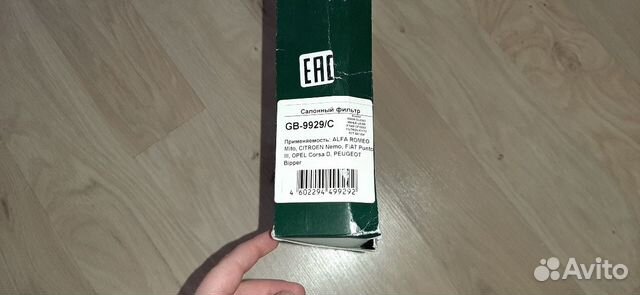 EAC
Салонный фильтр
GB-9929/C
Применяемость: ALFA ROMEO
Mito, CITROEN Nemo, FIAT Punto
III, OPEL Corsa D, PEUGEOT
Bipper
4 602294 499292
Avito